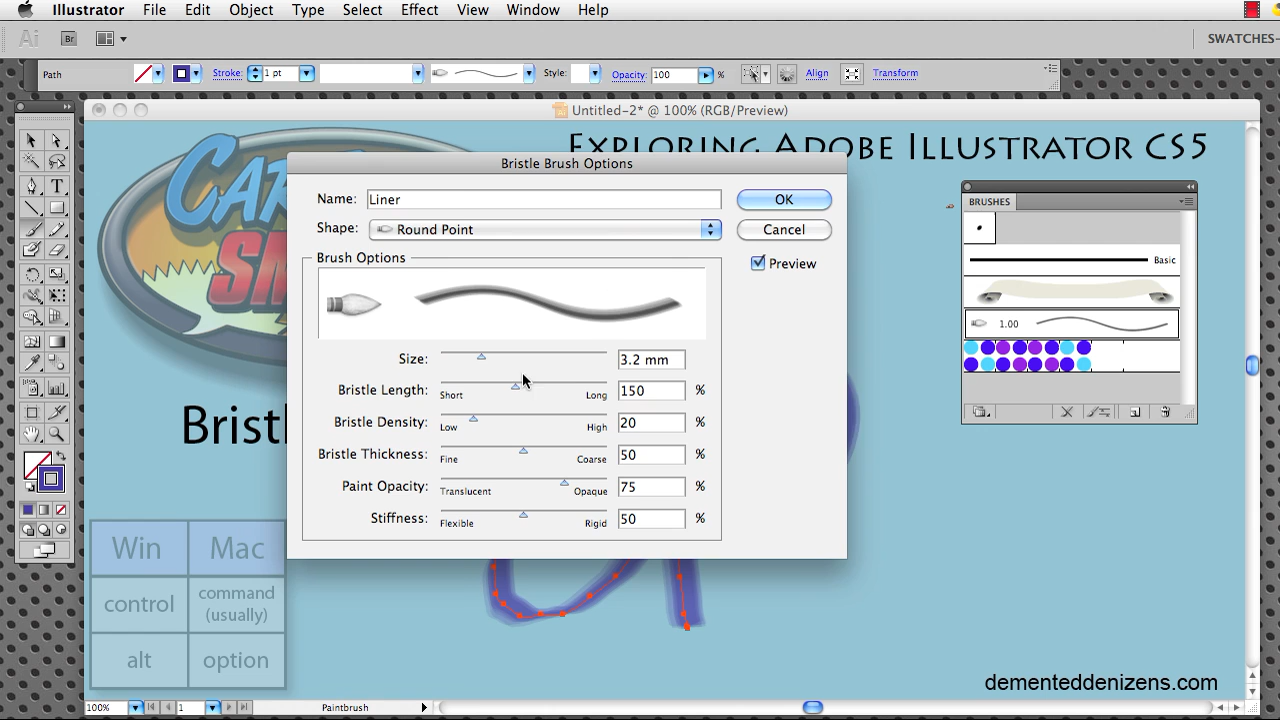 Illustrator File Edit Object Type Select Effect View Window Help
Ai Br SWATCHES-
Path Stroke: 1 pt Style: Opacity: 100 % Align Transform
Untitled-2* @ 100% (RGB/Preview)
Exploring Adobe Illustrator CS5
Bristle Brush Options
Name: Liner OK
Shape: Round Point Cancel
Preview
Brush Options
Size: 3.2 mm
Bristle Length: 150 %
Short Long
Bristle Density: 20 %
Low High
Bristle Thickness: 50 %
Fine Coarse
Paint Opacity: 75 %
Translucent Opaque
Stiffness: 50 %
Flexible Rigid
BRUSHES
Basic
1.00
Bristl
Win Mac
control command
(usually)
alt option
dementeddenizens.com
100% 1 Paintbrush